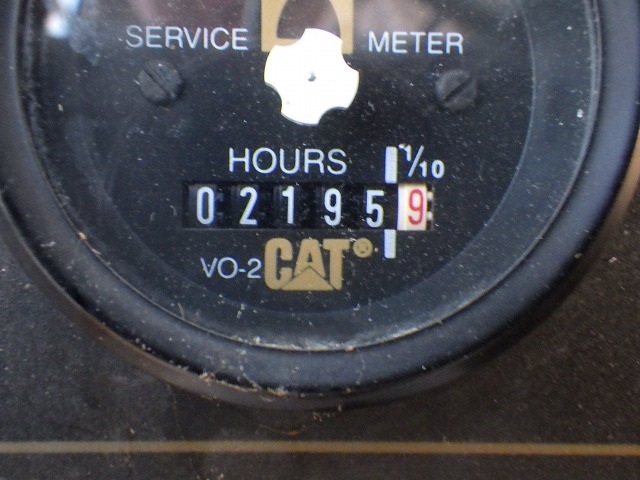 SERVICE METER
HOURS 1/10
021959
VO-2 CAT®